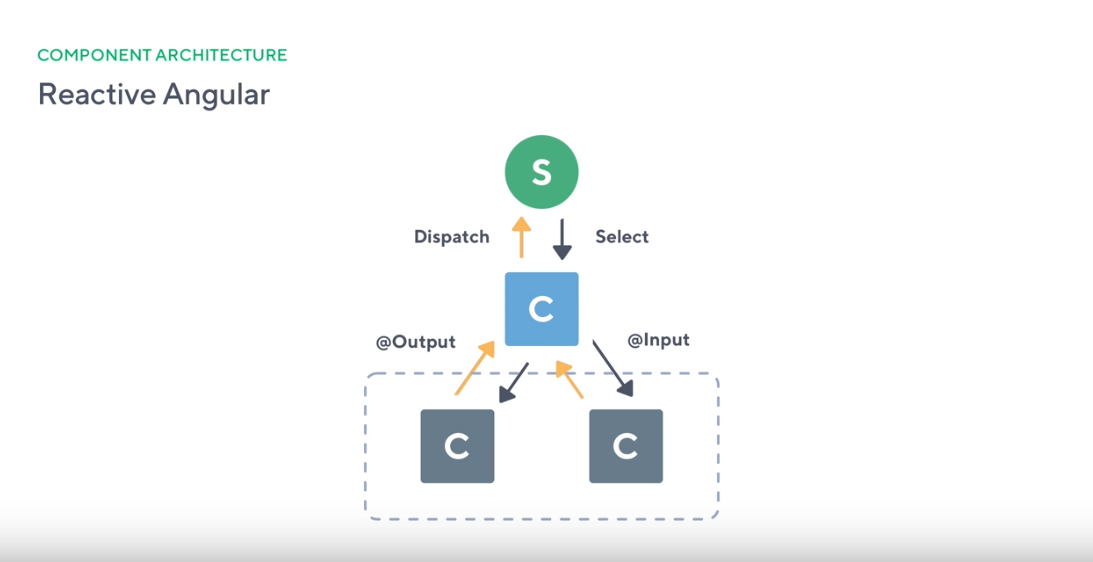 COMPONENT ARCHITECTURE
Reactive Angular
S
Dispatch
Select
C
@Output
@Input
C
C